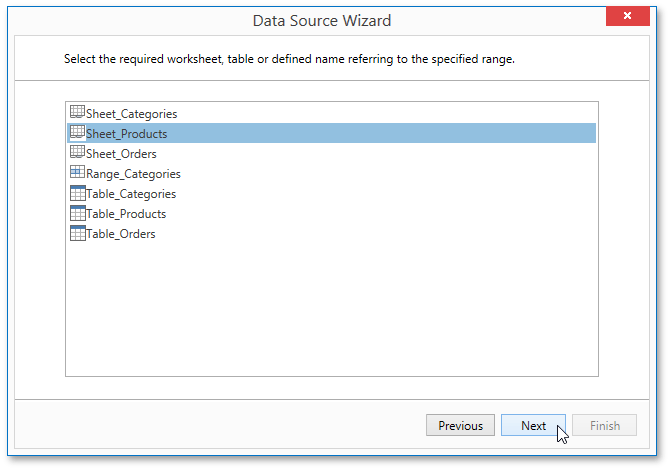 Data Source Wizard
Select the required worksheet, table or defined name referring to the specified range.
Sheet_Categories
Sheet_Products
Sheet_Orders
Range_Categories
Table_Categories
Table_Products
Table_Orders
Previous Next Finish